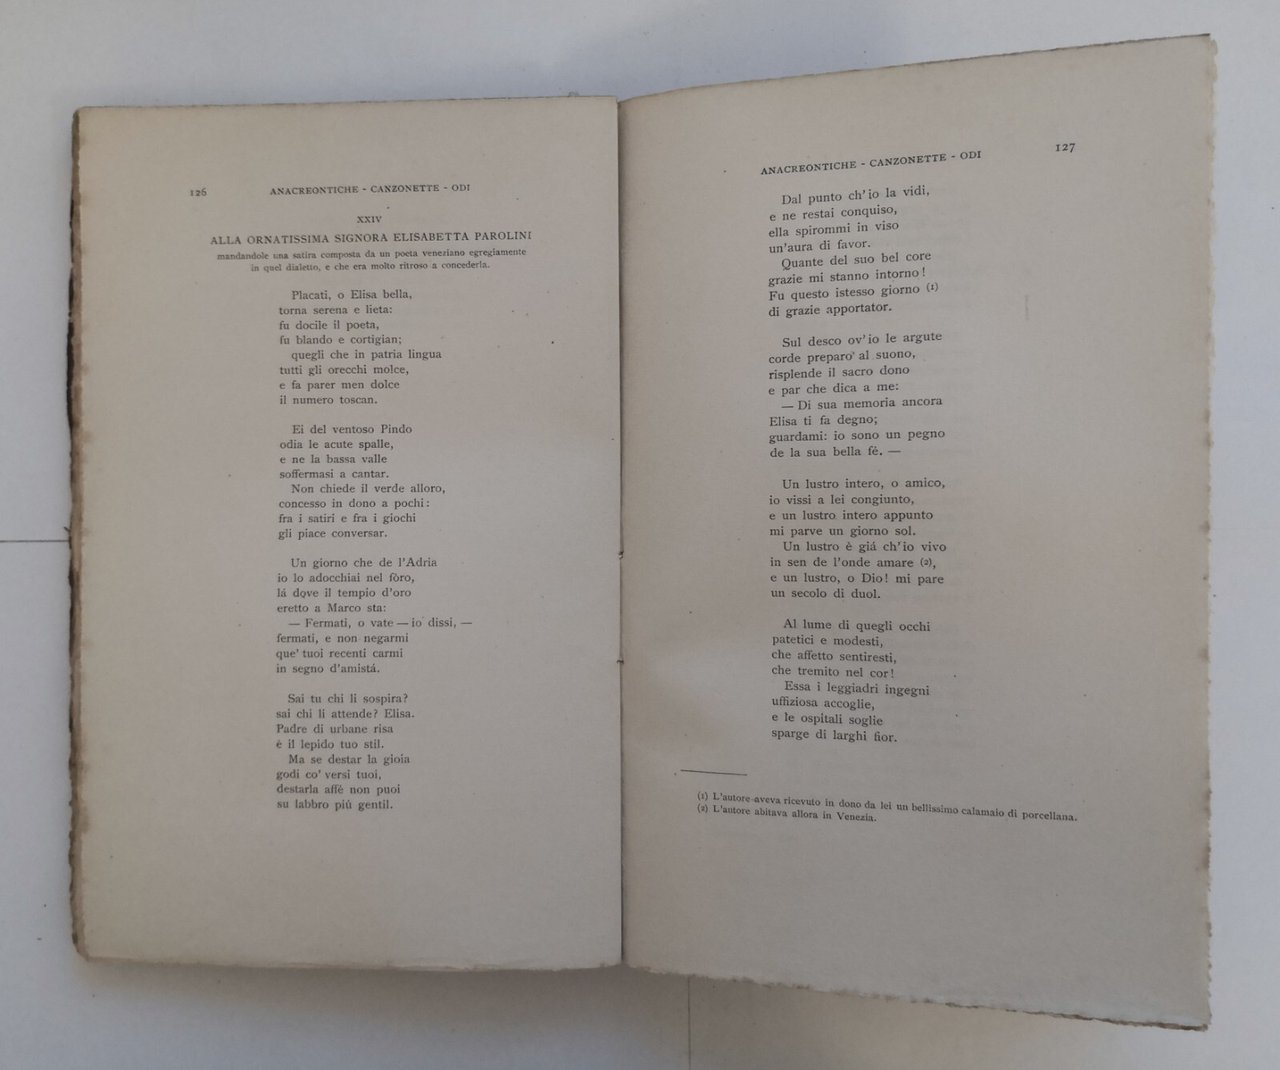 126
ANACREONTICHE - CANZONETTE - ODI
XXIV
ALLA ORNATISSIMA SIGNORA ELISABETTA PAROLINI
mandandole una satira composta da un poeta veneziano egregiamente
in quel dialetto, e che era molto ritroso a concederla.
Placati, o Elisa bella,
torna serena e lieta:
fu docile il poeta,
fu blando e cortigian;
quegli che in patria lingua
tutti gli orecchi molce,
e fa parer men dolce
il numero toscan.
Ei del ventoso Pindo
odia le acute spalle,
e ne la bassa valle
soffermasi a cantar.
Non chiede il verde alloro,
concesso in dono a pochi:
fra i satiri e fra i giochi
gli piace conversar.
Un giorno che de l'Adria
io lo adocchiai nel fòro,
lá dove il tempio d'oro
eretto a Marco sta:
— Fermati, o vate — io dissi, —
fermati, e non negarmi
que' tuoi recenti carmi
in segno d'amistá.
Sai tu chi li sospira?
sai chi li attende? Elisa.
Padre di urbane risa
è il lepido tuo stil.
Ma se destar la gioia
godi co' versi tuoi,
destarla affé non puoi
su labbro piú gentil.
ANACREONTICHE - CANZONETTE - ODI
127
Dal punto ch'io la vidi,
e ne restai conquiso,
ella spirommi in viso
un'aura di favor.
Quante del suo bel core
grazie mi stanno intorno!
Fu questo istesso giorno (1)
di grazie apportator.
Sul desco ov'io le argute
corde preparo al suono,
risplende il sacro dono
e par che dica a me:
— Di sua memoria ancora
Elisa ti fa degno;
guardami: io sono un pegno
de la sua bella fé. —
Un lustro intero, o amico,
io vissi a lei congiunto,
e un lustro intero appunto
mi parve un giorno sol.
Un lustro è giá ch'io vivo
in sen de l'onde amare (2),
e un lustro, o Dio! mi pare
un secolo di duol.
Al lume di quegli occhi
patetici e modesti,
che affetto sentiresti,
che tremito nel cor!
Essa i leggiadri ingegni
uffiziosa accoglie,
e le ospitali soglie
sparge di larghi fior.
(1) L'autore aveva ricevuto in dono da lei un bellissimo calamaio di porcellana.
(2) L'autore abitava allora in Venezia.